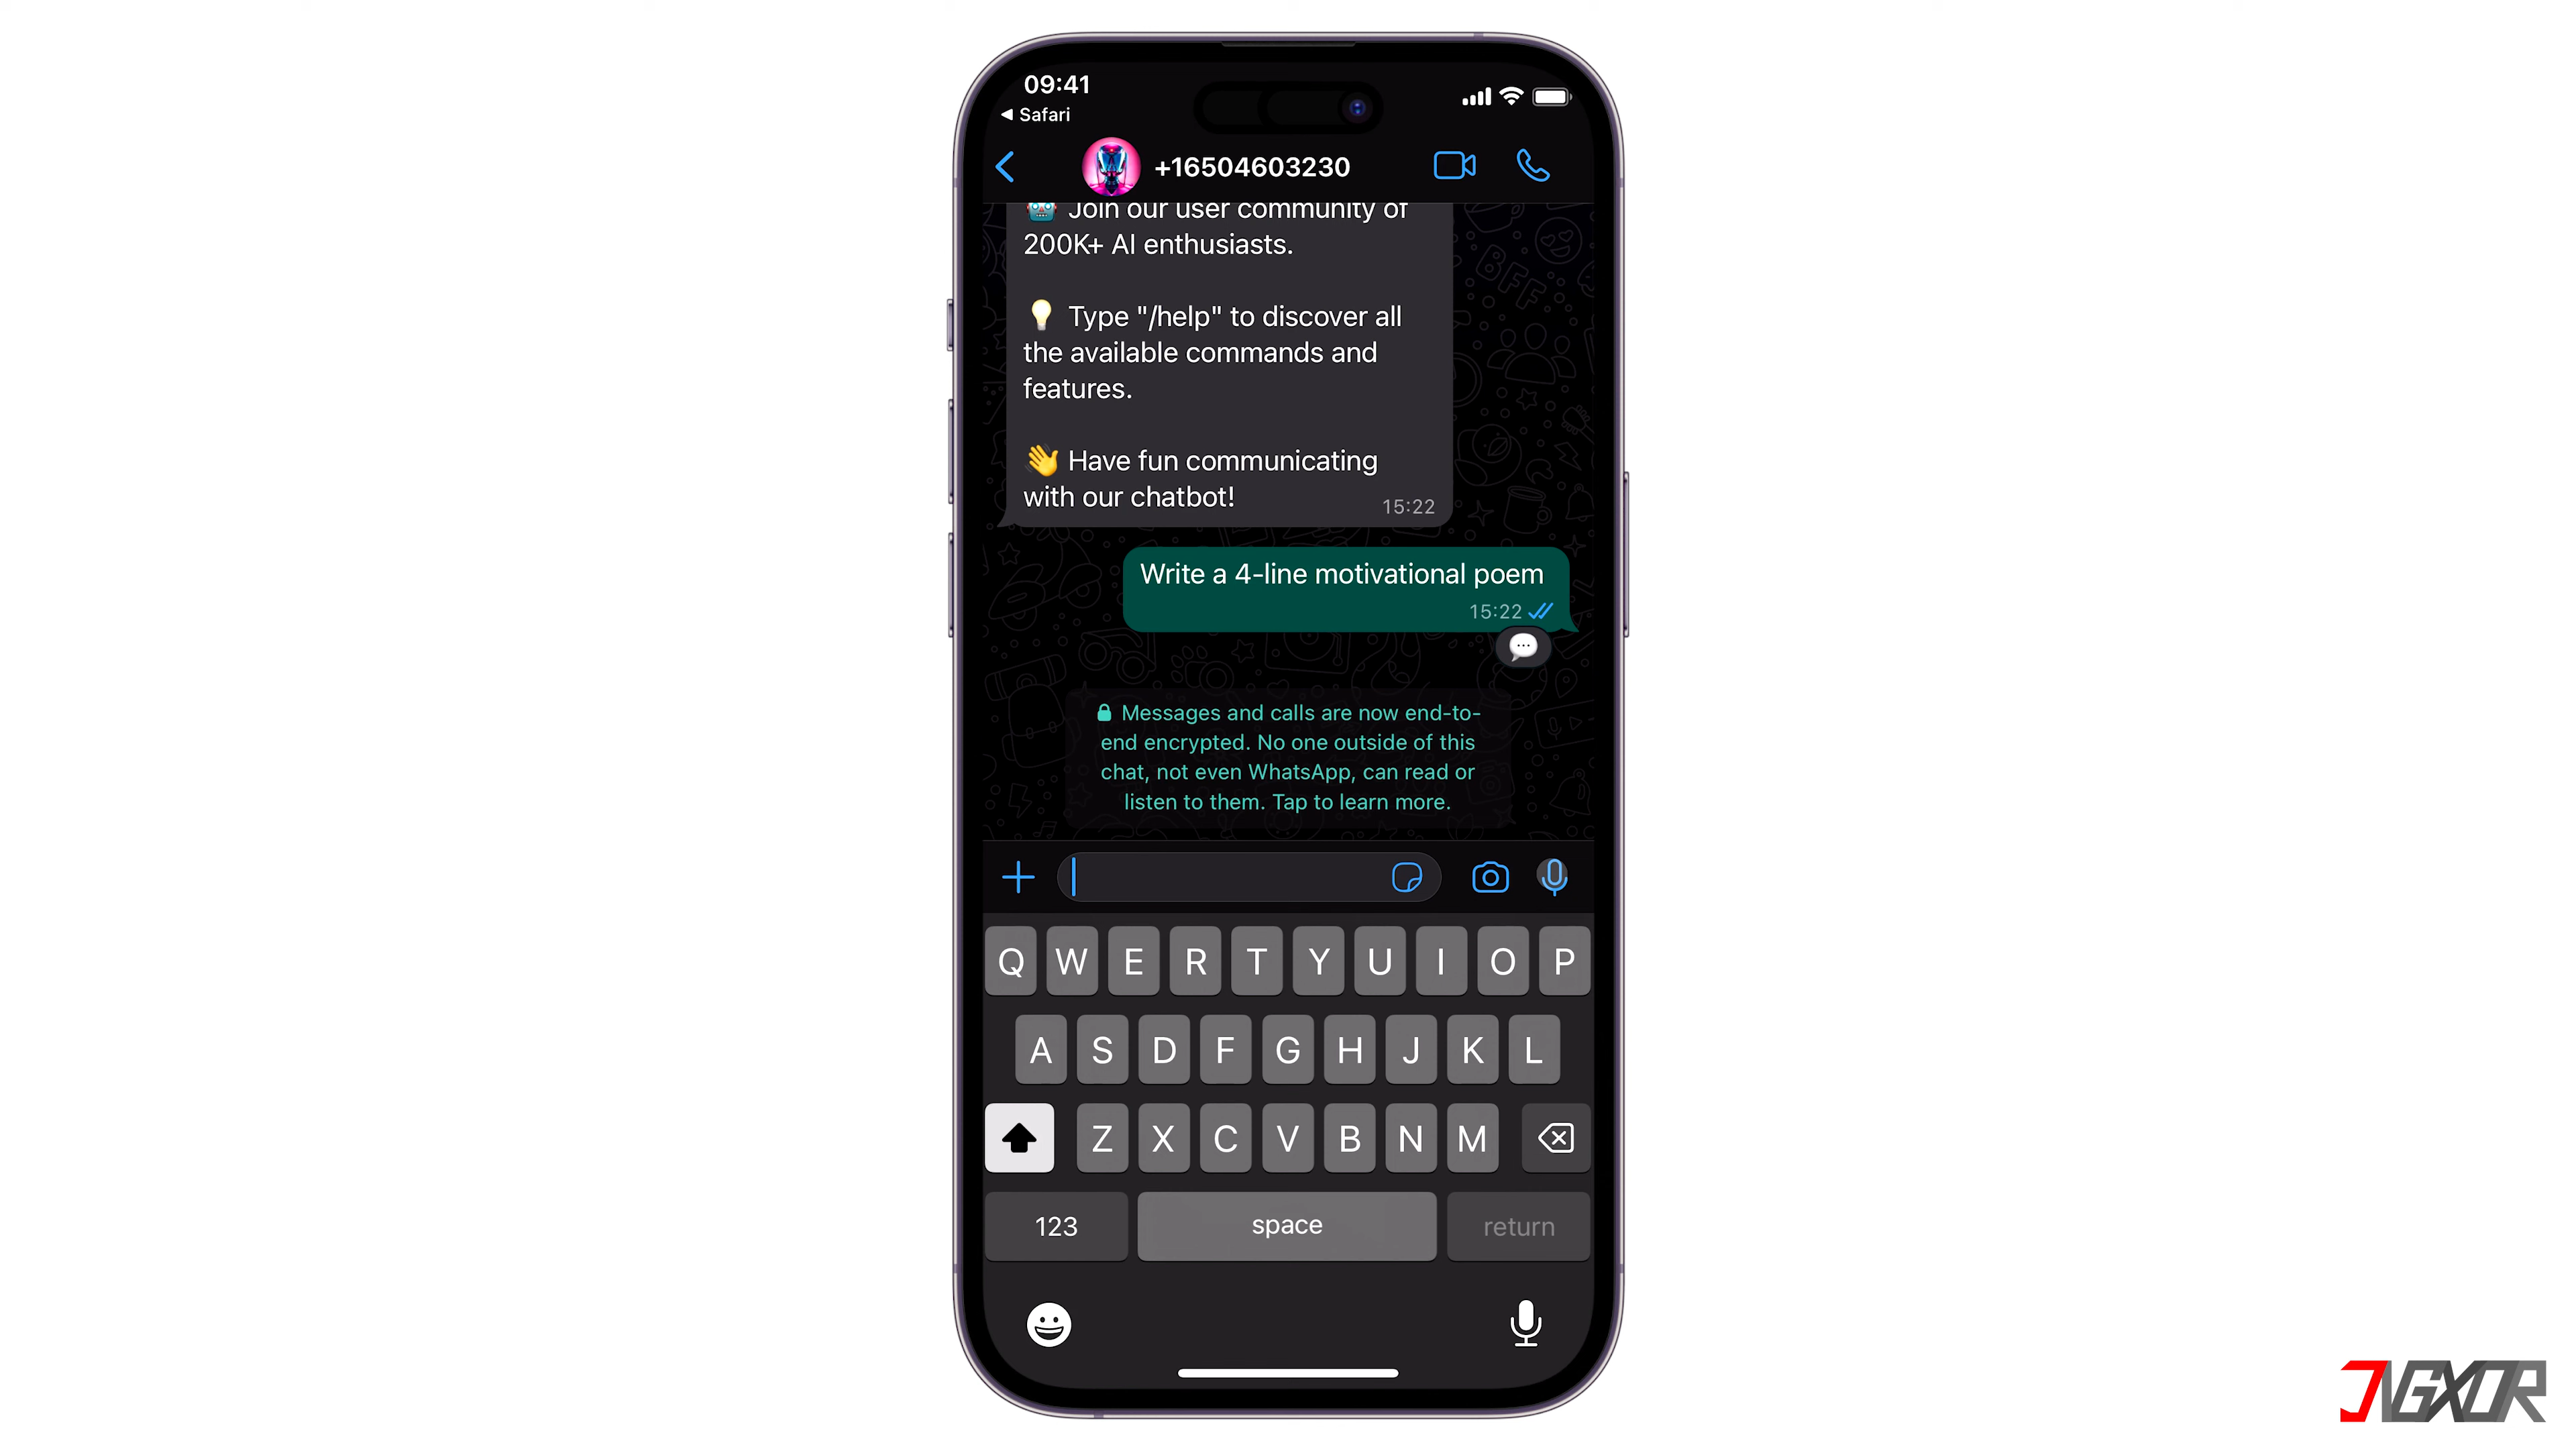 09:41
Safari
+16504603230
Join our user community of
200K+ AI enthusiasts.
Type "/help" to discover all
the available commands and
features.
Have fun communicating
with our chatbot!
15:22
Write a 4-line motivational poem
15:22
Messages and calls are now end-to-
end encrypted. No one outside of this
chat, not even WhatsApp, can read or
listen to them. Tap to learn more.
Q W E R T Y U I O P
A S D F G H J K L
Z X C V B N M
123 space return
JNGXOR